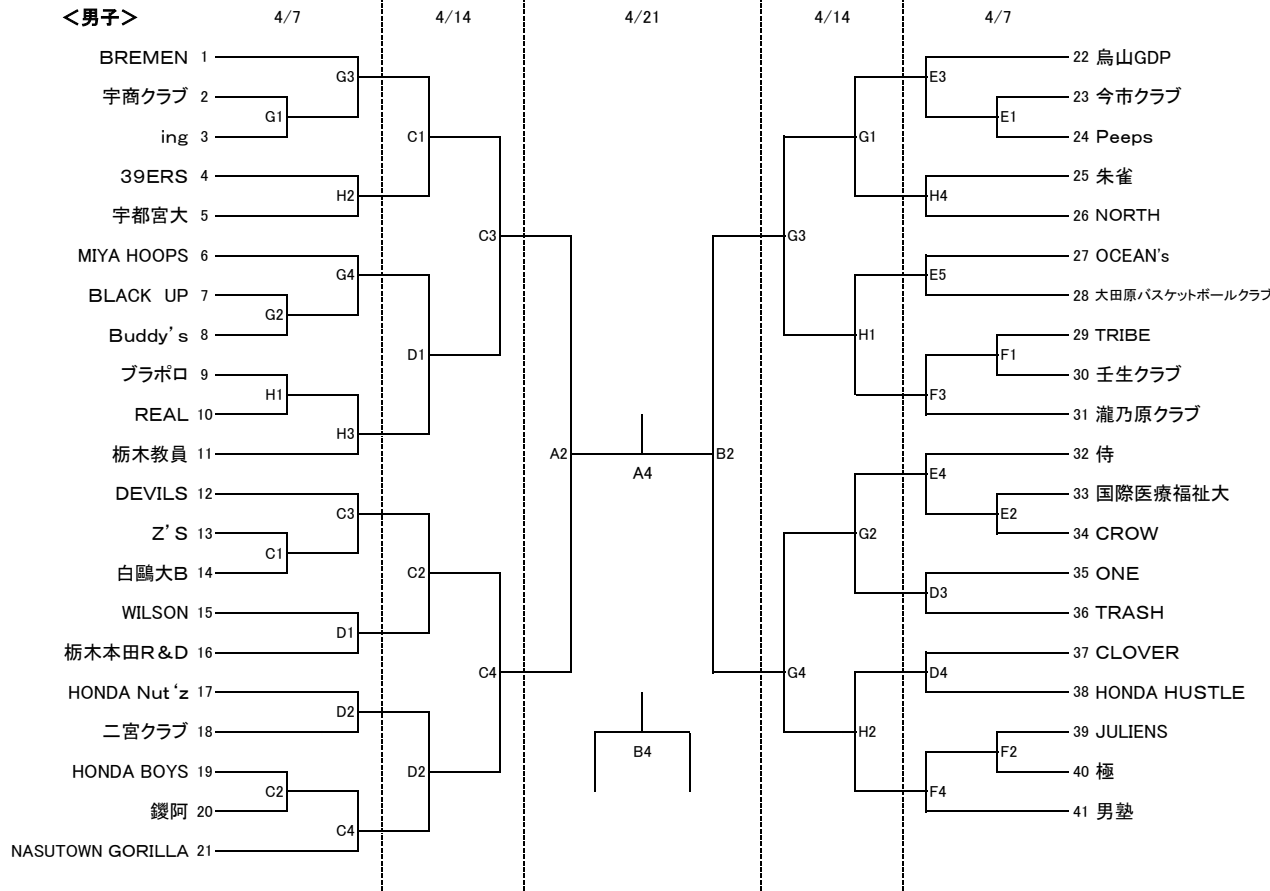 ＜男子＞ 4/7 4/14 4/21 4/14 4/7
BREMEN 1
宇商クラブ 2
ing 3
39ERS 4
宇都宮大 5
MIYA HOOPS 6
BLACK UP 7
Buddy's 8
ブラポロ 9
REAL 10
栃木教員 11
DEVILS 12
Z'S 13
白鷗大B 14
WILSON 15
栃木本田R&D 16
HONDA Nut‘z 17
二宮クラブ 18
HONDA BOYS 19
鑁阿 20
NASUTOWN GORILLA 21
G3
G1
H2
G4
G2
H1
H3
C3
C1
D1
D2
C2
C4
C1
D1
C2
D2
C3
C4
A2
A4
B4
B2
G3
G4
G1
H1
G2
H2
E3
E1
H4
E5
F1
F3
E4
E2
D3
D4
F2
F4
22 烏山GDP
23 今市クラブ
24 Peeps
25 朱雀
26 NORTH
27 OCEAN's
28 大田原バスケットボールクラブ
29 TRIBE
30 壬生クラブ
31 瀧乃原クラブ
32 侍
33 国際医療福祉大
34 CROW
35 ONE
36 TRASH
37 CLOVER
38 HONDA HUSTLE
39 JULIENS
40 極
41 男塾